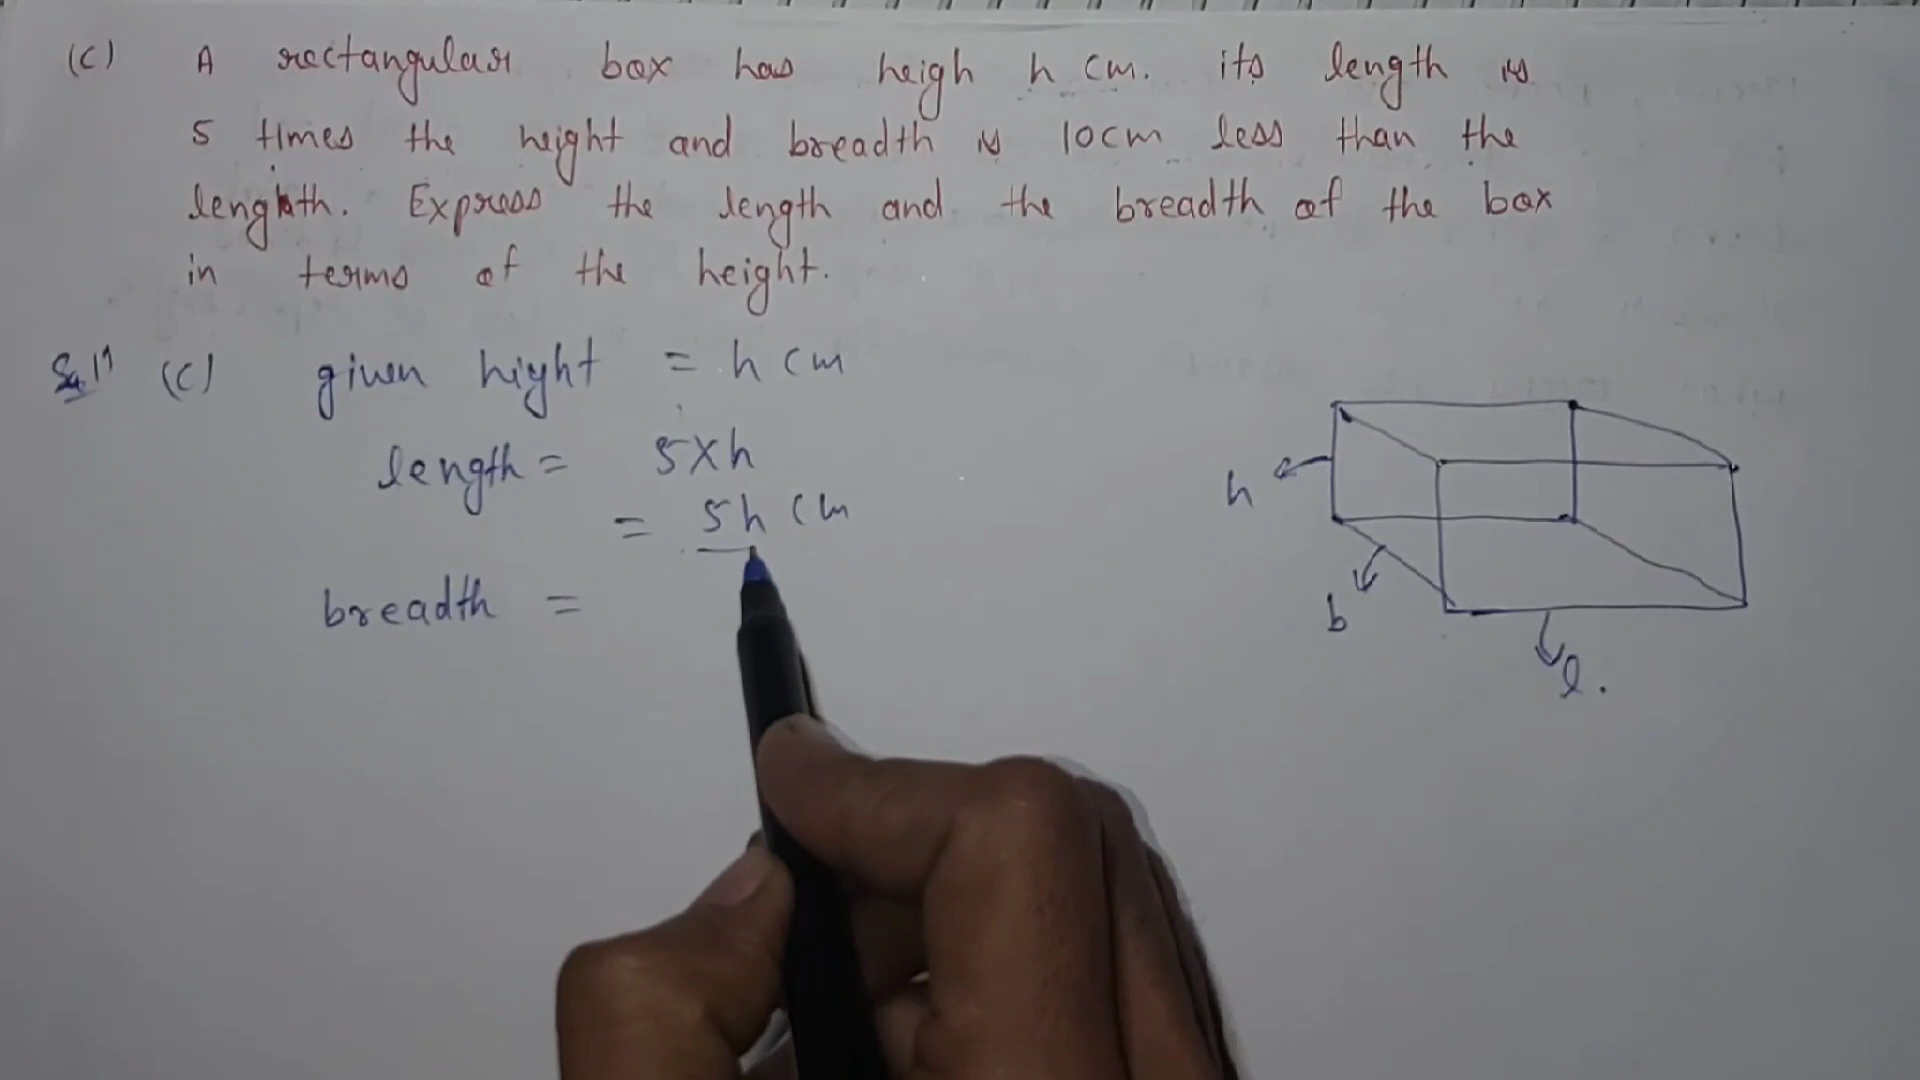 (c) A rectangular box has heigh h cm. its length is
5 times the height and breadth is 10cm less than the
length. Express the length and the breadth of the box
in terms of the height.
Sol^n (c) given hight = h cm
length = 5xh
= 5h cm
breadth =
h
b
l.